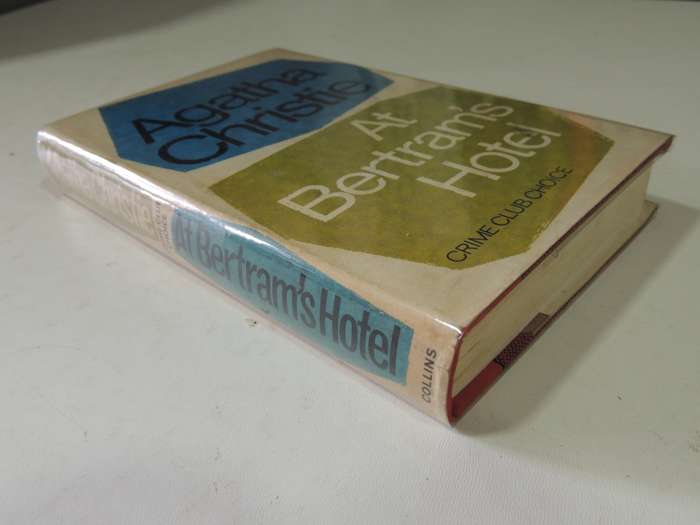 Agatha
Christie
At
Bertram's
Hotel
CRIME CLUB CHOICE
At Bertram's Hotel
COLLINS